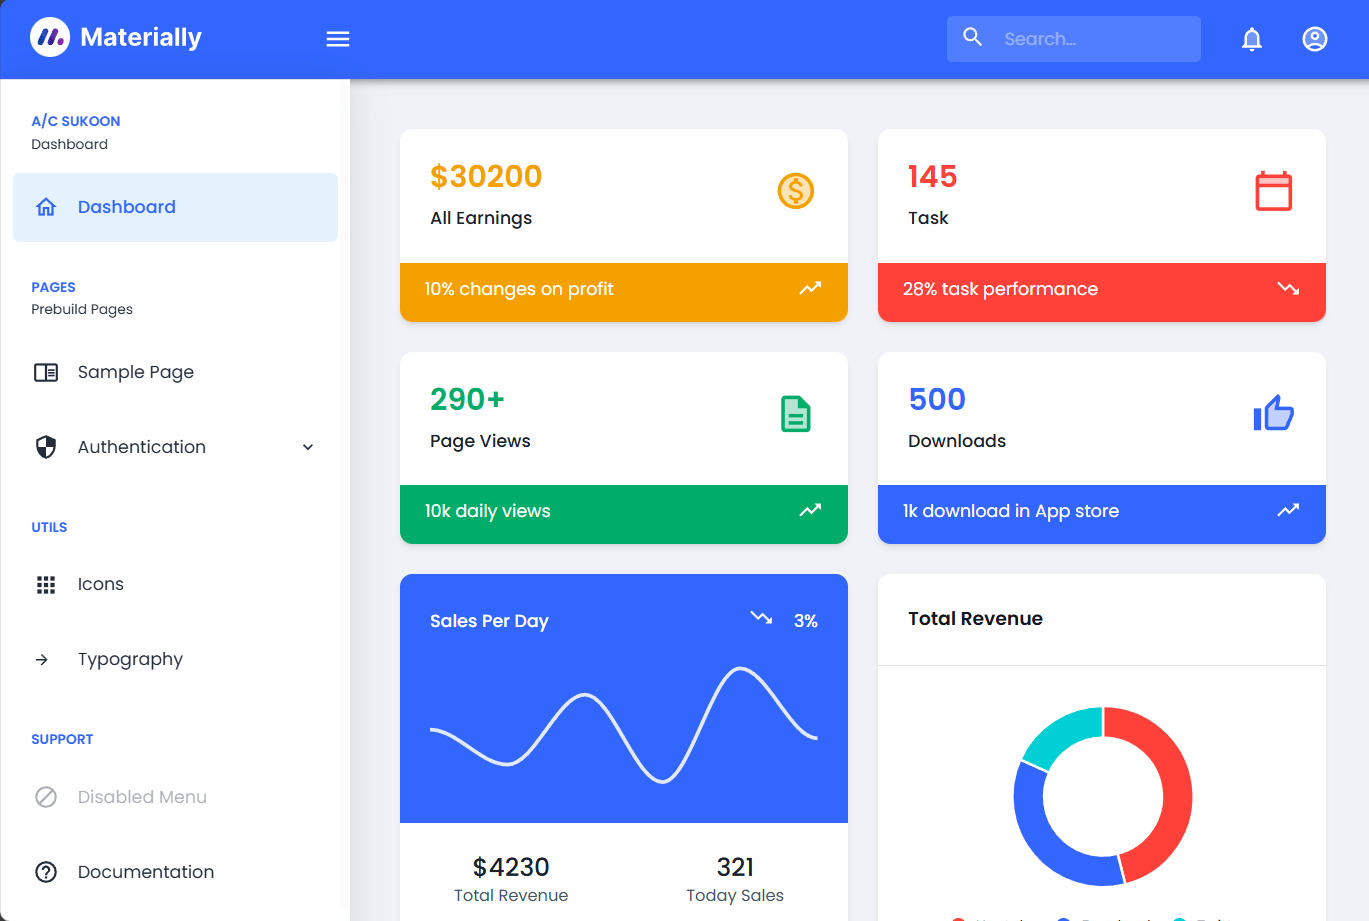 Materially
Search...
A/C SUKOON
Dashboard
Dashboard
PAGES
Prebuild Pages
Sample Page
Authentication
UTILS
Icons
Typography
SUPPORT
Disabled Menu
Documentation
$30200
All Earnings
10% changes on profit
145
Task
28% task performance
290+
Page Views
10k daily views
500
Downloads
1k download in App store
Sales Per Day
3%
$4230
Total Revenue
321
Today Sales
Total Revenue